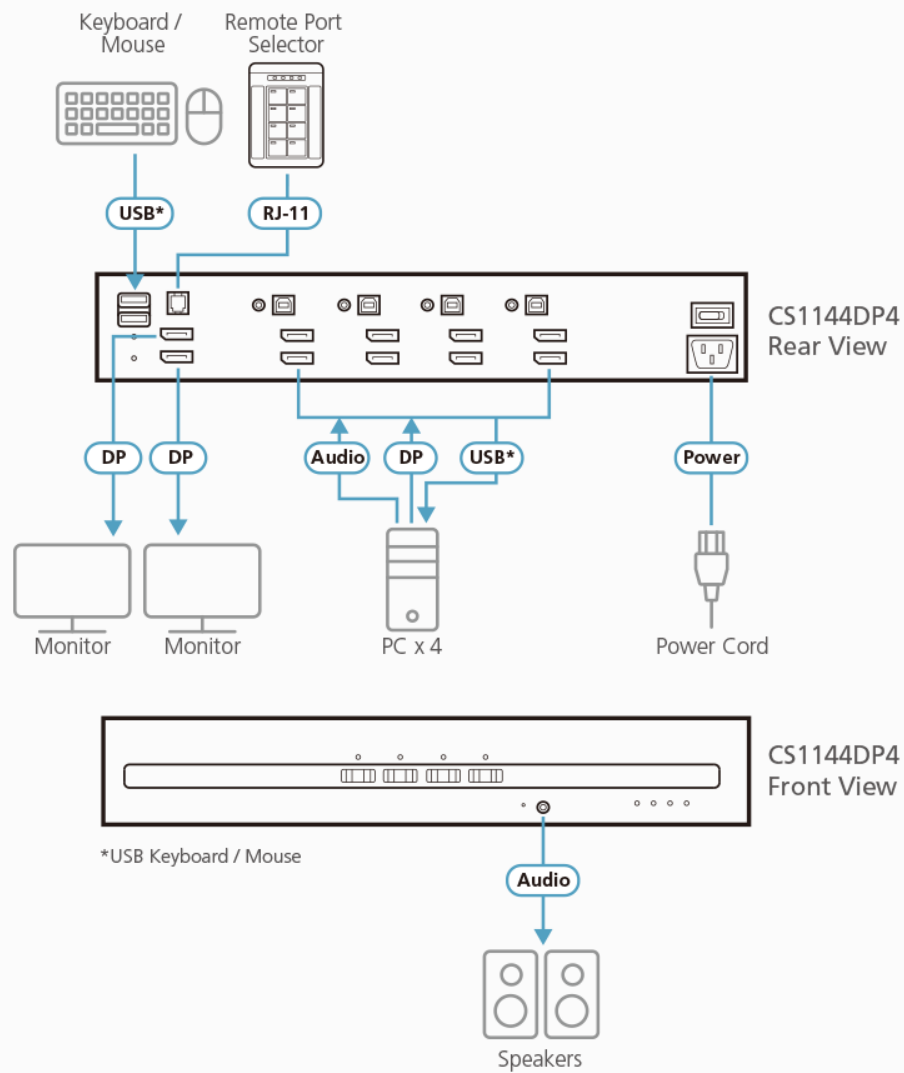 Keyboard /
Mouse
Remote Port
Selector
USB*
RJ-11
CS1144DP4
Rear View
DP
DP
Audio
DP
USB*
Power
Monitor
Monitor
PC x 4
Power Cord
CS1144DP4
Front View
*USB Keyboard / Mouse
Audio
Speakers